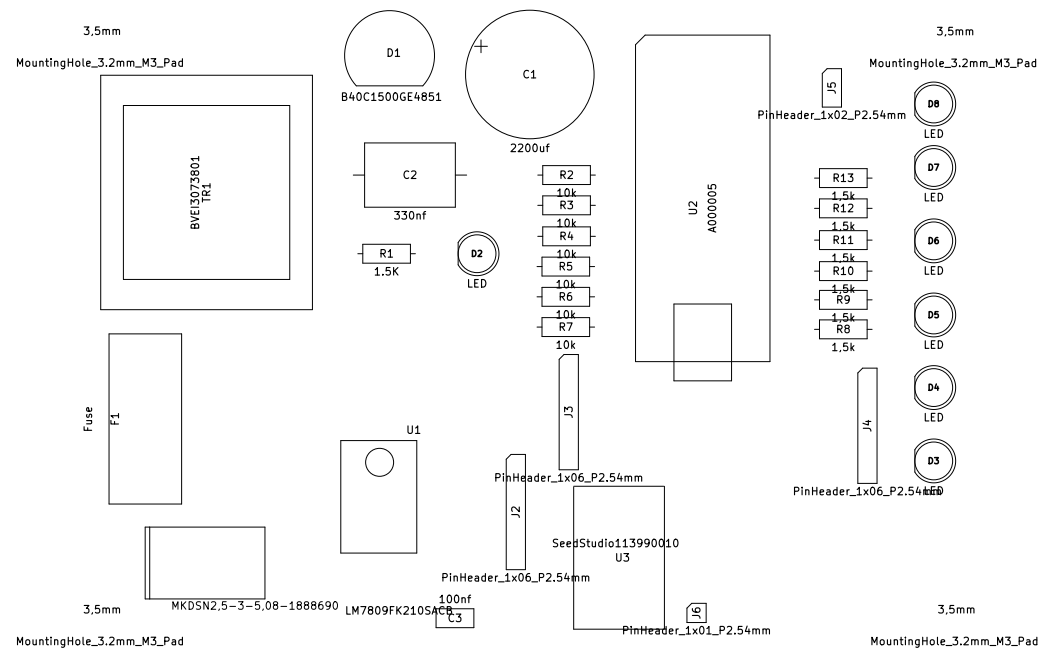 3,5mm
MountingHole_3.2mm_M3_Pad
D1
B40C1500GE4851
C1
2200uf
3,5mm
MountingHole_3.2mm_M3_Pad
J5
PinHeader_1x02_P2.54mm
D8
LED
D7
LED
D6
LED
D5
LED
D4
LED
D3
LED
BVEI3073801
TR1
C2
330nf
R1
1.5K
D2
LED
R2
10k
R3
10k
R4
10k
R5
10k
R6
10k
R7
10k
U2
A000005
R13
1,5k
R12
1,5k
R11
1,5k
R10
1,5k
R9
1,5k
R8
1,5k
Fuse
F1
U1
LM7809FK210SACB
J3
PinHeader_1x06_P2.54mm
J2
PinHeader_1x06_P2.54mm
J4
PinHeader_1x06_P2.54mm
SeedStudio113990010
U3
MKDSN2,5-3-5,08-1888690
100nf
C3
J6
PinHeader_1x01_P2.54mm
3,5mm
MountingHole_3.2mm_M3_Pad
3,5mm
MountingHole_3.2mm_M3_Pad